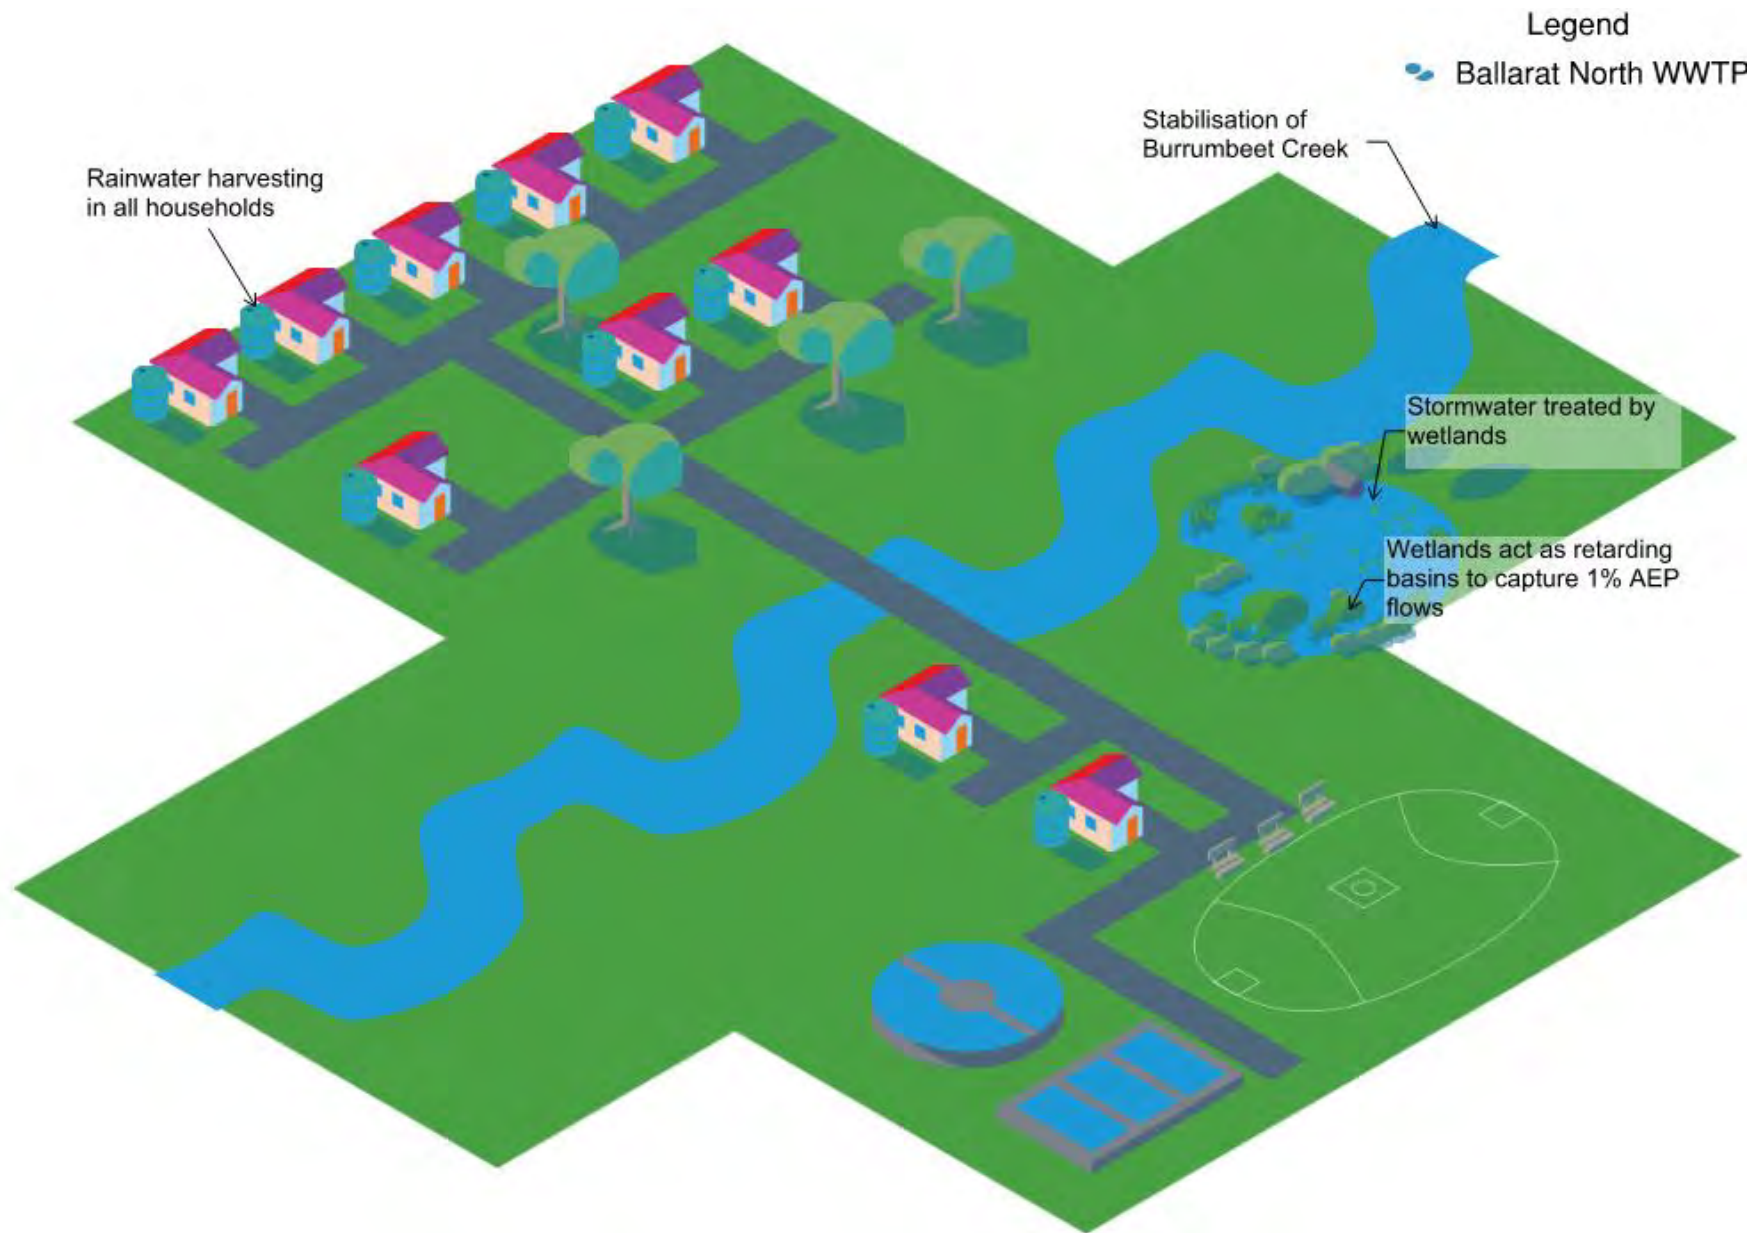 Legend
Ballarat North WWTP
Stabilisation of
Burrumbeet Creek
Rainwater harvesting
in all households
Stormwater treated by
wetlands
Wetlands act as retarding
basins to capture 1% AEP
flows